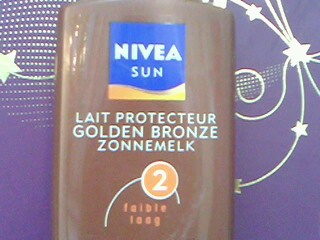 NIVEA
SUN
LAIT PROTECTEUR
GOLDEN BRONZE
ZONNEMELK
2
faible
laag